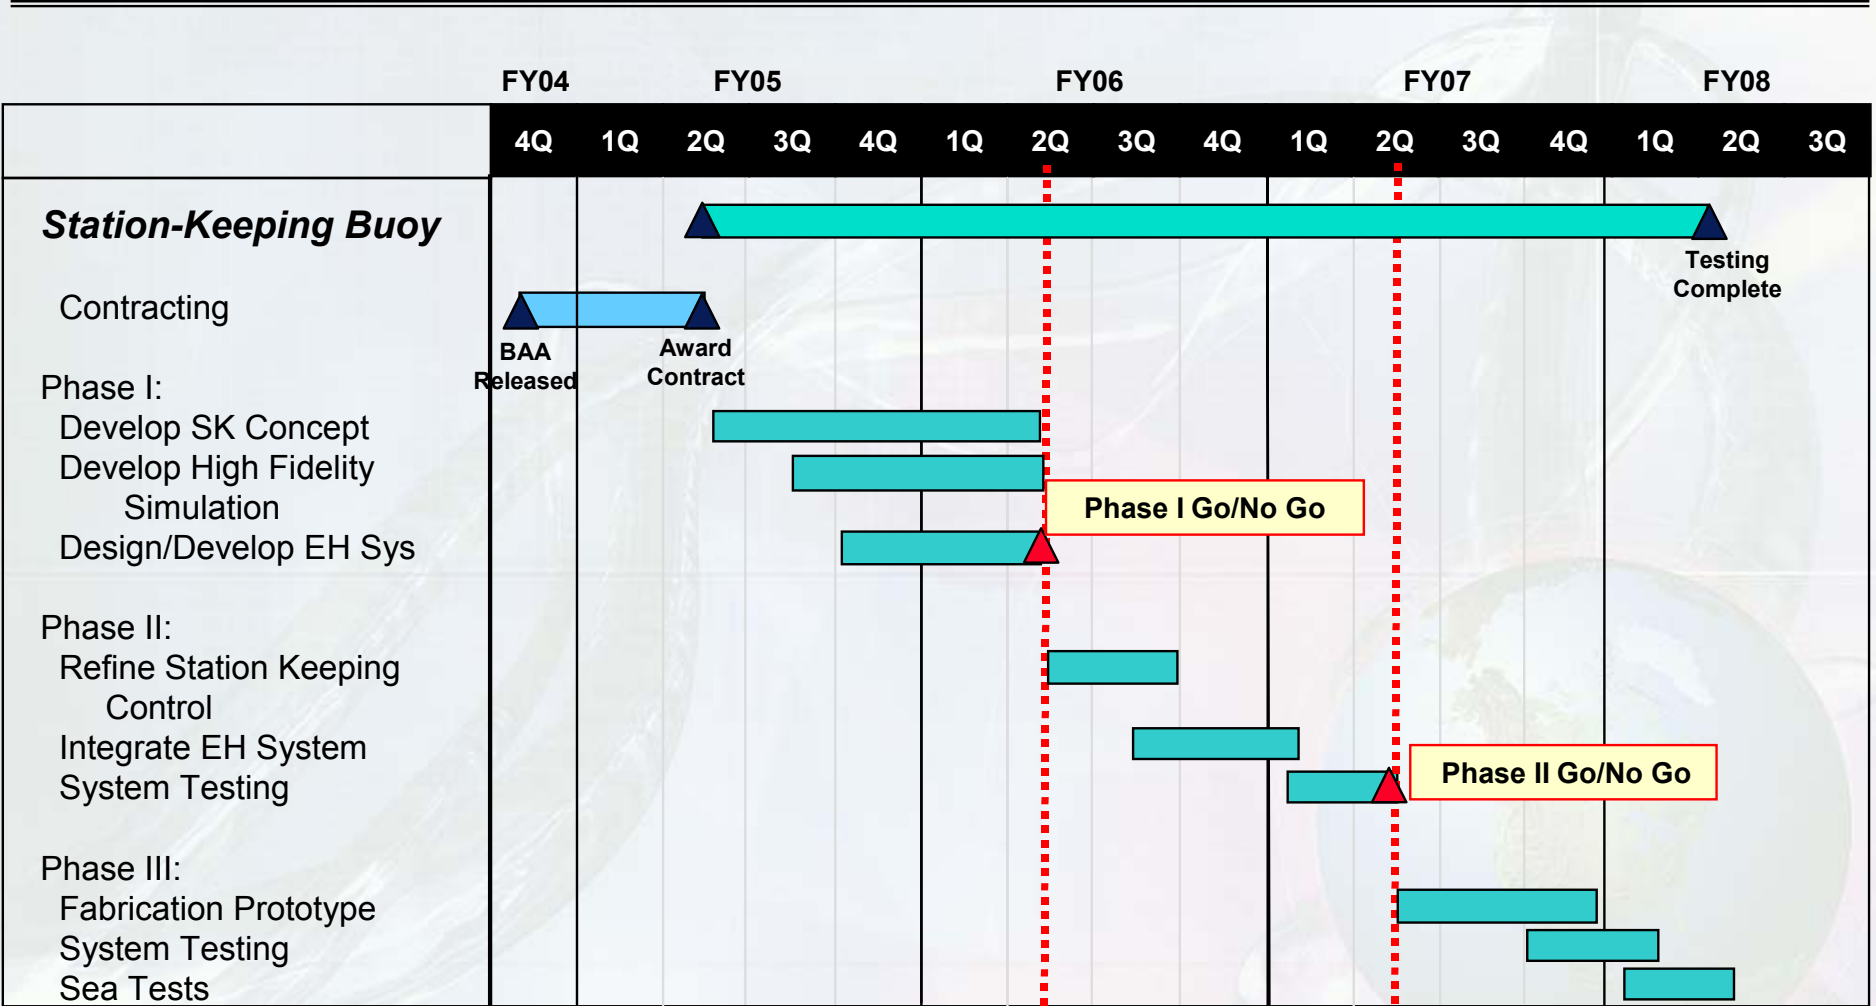 FY04 FY05 FY06 FY07 FY08
4Q 1Q 2Q 3Q 4Q 1Q 2Q 3Q 4Q 1Q 2Q 3Q 4Q 1Q 2Q 3Q
Station-Keeping Buoy
Testing
Complete
Contracting
BAA
Released
Award
Contract
Phase I:
Develop SK Concept
Develop High Fidelity
Simulation
Phase I Go/No Go
Design/Develop EH Sys
Phase II:
Refine Station Keeping
Control
Integrate EH System
Phase II Go/No Go
System Testing
Phase III:
Fabrication Prototype
System Testing
Sea Tests